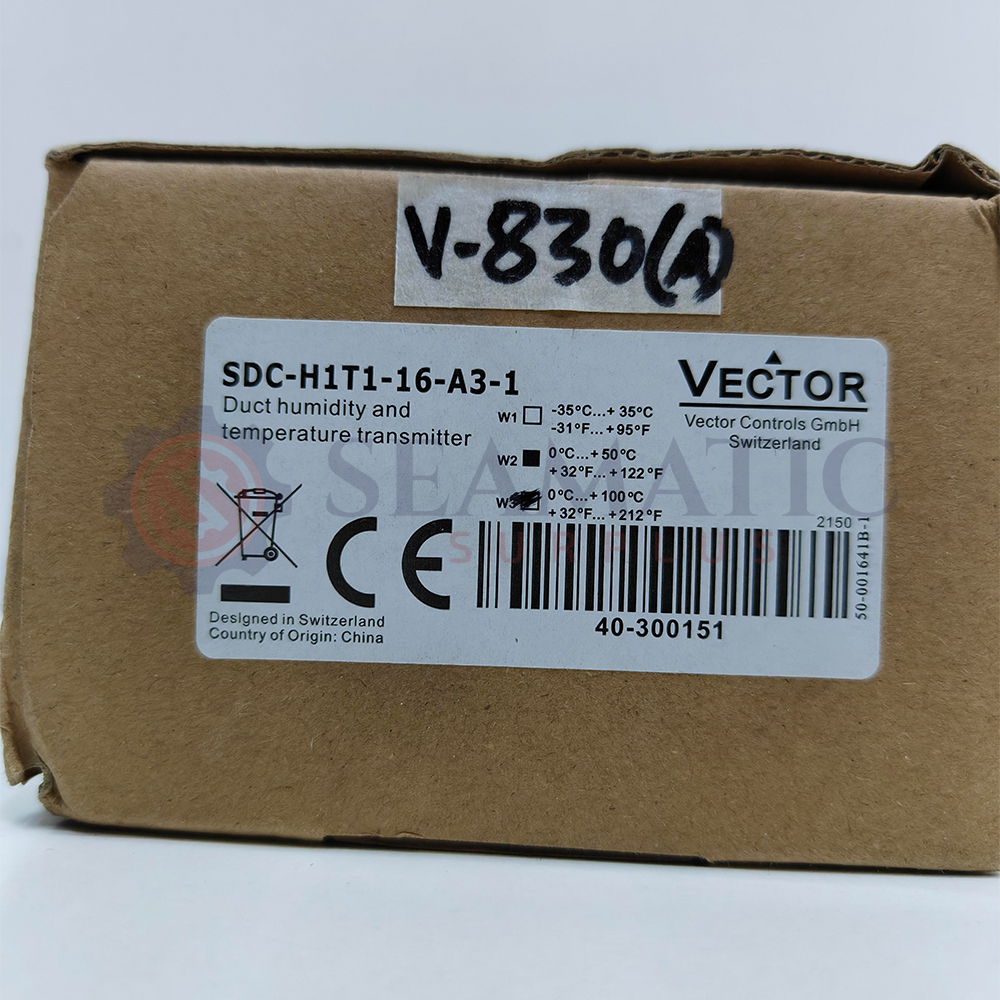 V-830(A)
SDC-H1T1-16-A3-1
Duct humidity and
temperature transmitter
VECTOR
Vector Controls GmbH
Switzerland
W1 -35°C...+ 35°C
-31°F...+95°F
W2 0°C...+50°C
+32°F...+122°F
W3 0°C...+100°C
+32°F...+212°F
2150
50-001641B-1
CE
Designed in Switzerland
Country of Origin: China
40-300151
SEAMATIC
SURPLUS